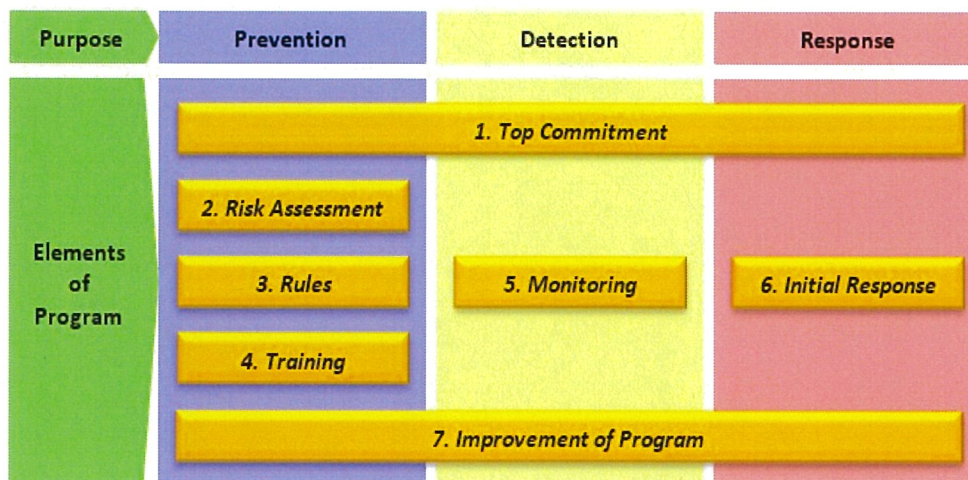 Purpose
Prevention
Detection
Response
Elements
of
Program
1. Top Commitment
2. Risk Assessment
3. Rules
5. Monitoring
6. Initial Response
4. Training
7. Improvement of Program